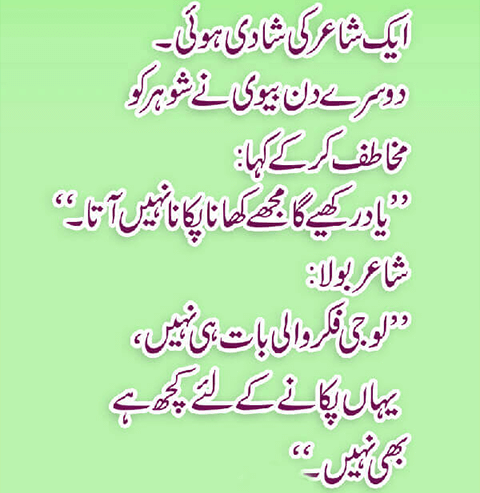 ایک شاعر کی شادی ہوئی۔
دوسرے دن بیوی نے شوہر کو
مخاطف کر کے کہا:
”یاد رکھیے گا مجھے کھانا پکانا نہیں آتا۔“
شاعر بولا:
”لو جی فکر والی بات ہی نہیں،
یہاں پکانے کے لئے کچھ ہے
بھی نہیں۔“